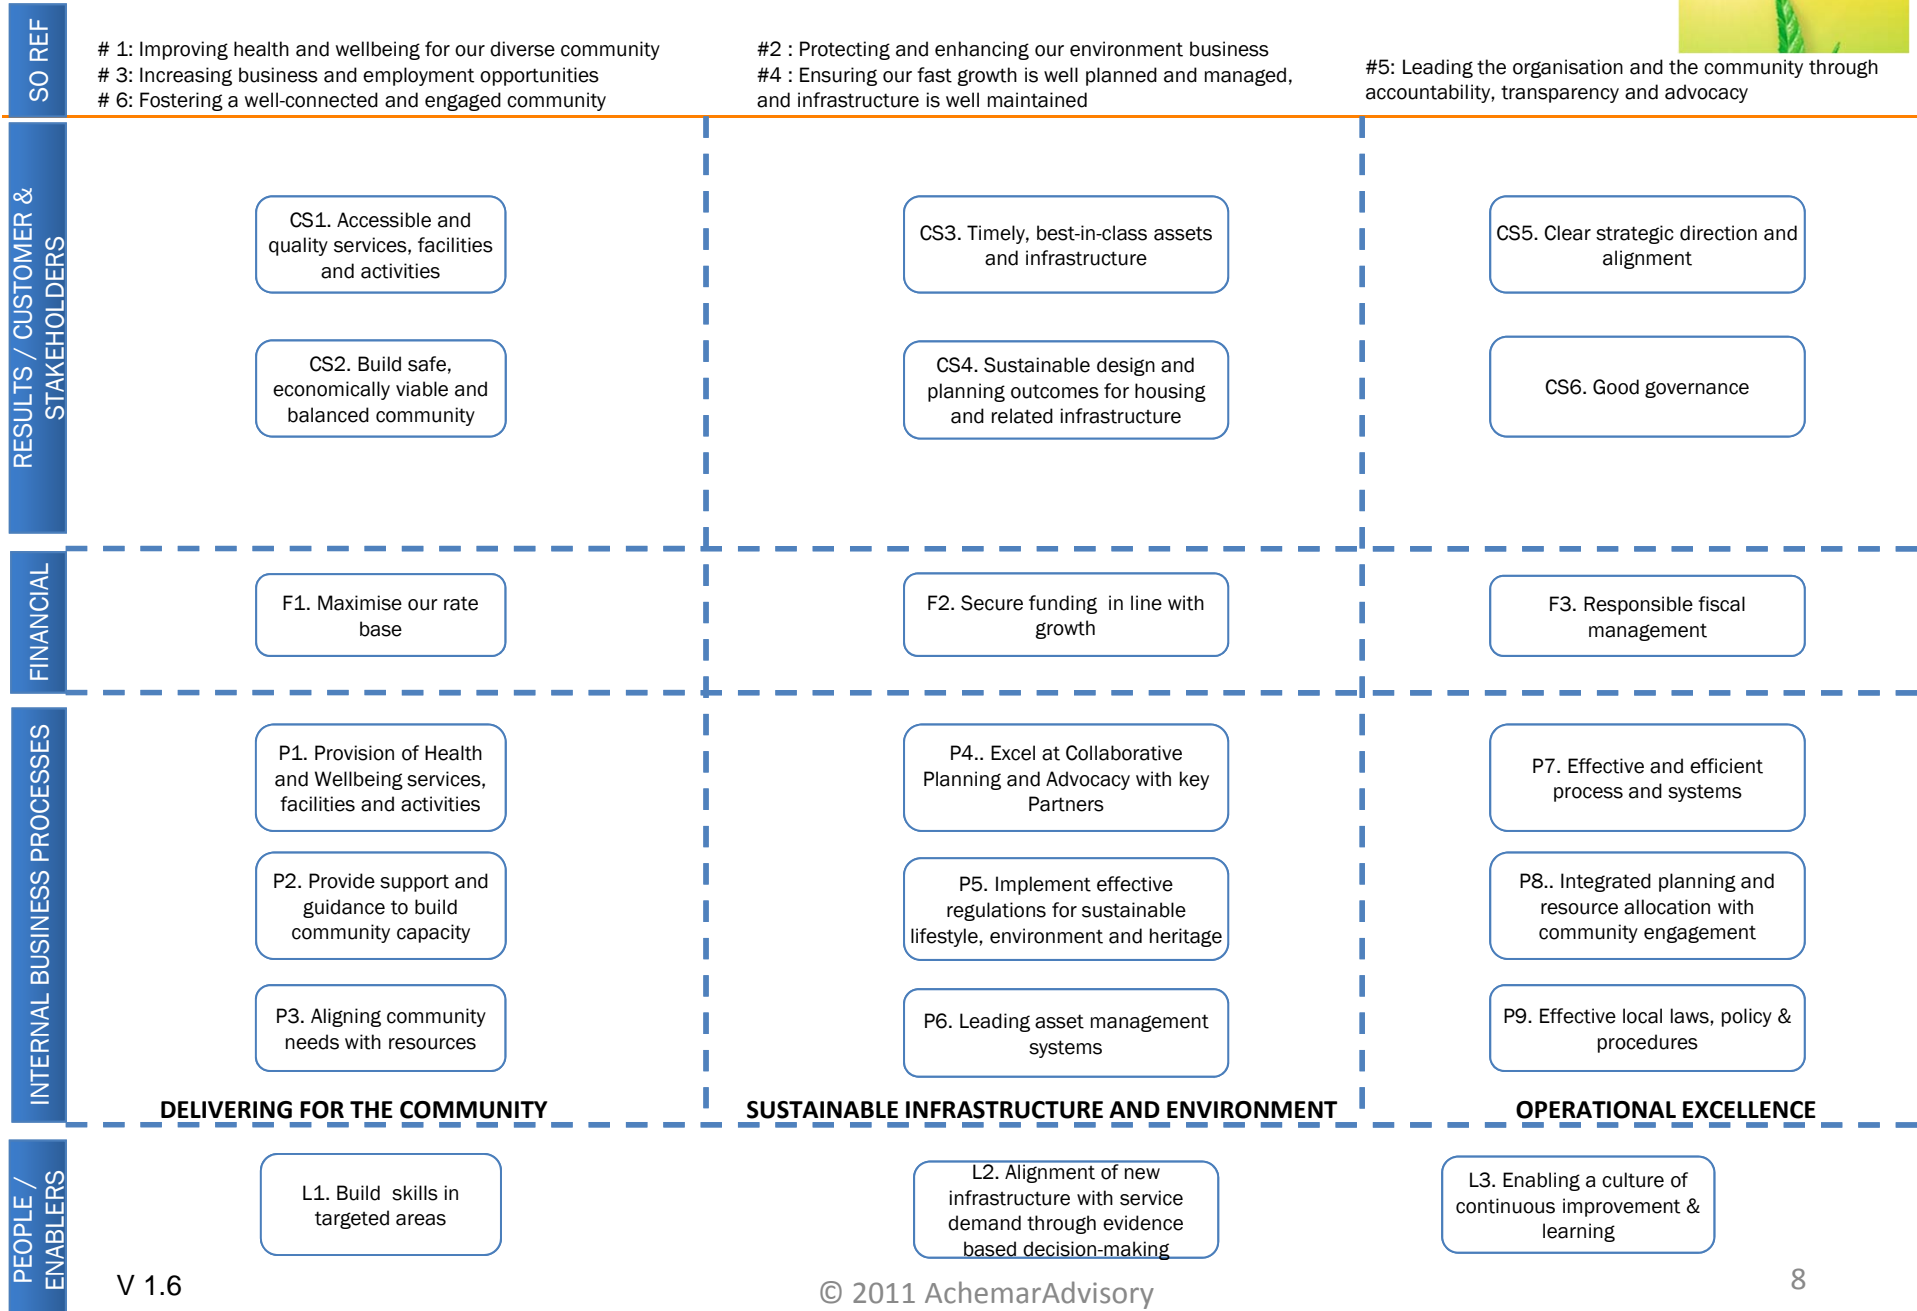 SO REF
# 1: Improving health and wellbeing for our diverse community
# 3: Increasing business and employment opportunities
# 6: Fostering a well-connected and engaged community
#2 : Protecting and enhancing our environment business
#4 : Ensuring our fast growth is well planned and managed,
and infrastructure is well maintained
#5: Leading the organisation and the community through
accountability, transparency and advocacy
RESULTS / CUSTOMER &
STAKEHOLDERS
CS1. Accessible and
quality services, facilities
and activities
CS3. Timely, best-in-class assets
and infrastructure
CS5. Clear strategic direction and
alignment
CS2. Build safe,
economically viable and
balanced community
CS4. Sustainable design and
planning outcomes for housing
and related infrastructure
CS6. Good governance
FINANCIAL
F1. Maximise our rate
base
F2. Secure funding  in line with
growth
F3. Responsible fiscal
management
INTERNAL BUSINESS PROCESSES
P1. Provision of Health
and Wellbeing services,
facilities and activities
P4.. Excel at Collaborative
Planning and Advocacy with key
Partners
P7. Effective and efficient
process and systems
P2. Provide support and
guidance to build
community capacity
P5. Implement effective
regulations for sustainable
lifestyle, environment and heritage
P8.. Integrated planning and
resource allocation with
community engagement
P3. Aligning community
needs with resources
P6. Leading asset management
systems
P9. Effective local laws, policy &
procedures
DELIVERING FOR THE COMMUNITY
SUSTAINABLE INFRASTRUCTURE AND ENVIRONMENT
OPERATIONAL EXCELLENCE
PEOPLE /
ENABLERS
L1. Build  skills in
targeted areas
L2. Alignment of new
infrastructure with service
demand through evidence
based decision-making
L3. Enabling a culture of
continuous improvement &
learning
V 1.6
© 2011 AchemarAdvisory
8